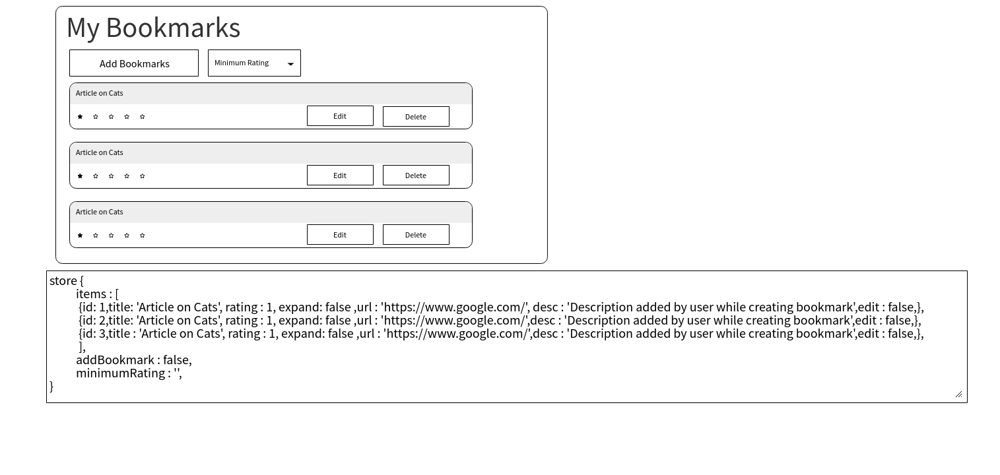 My Bookmarks
Add Bookmarks
Minimum Rating
Article on Cats
Edit
Delete
Article on Cats
Edit
Delete
Article on Cats
Edit
Delete
store {
items : [
{id: 1,title: 'Article on Cats', rating : 1, expand: false ,url : 'https://www.google.com/', desc : 'Description added by user while creating bookmark',edit : false,},
{id: 2,title: 'Article on Cats', rating : 1, expand: false ,url : 'https://www.google.com/',desc : 'Description added by user while creating bookmark',edit : false,},
{id: 3,title : 'Article on Cats', rating : 1, expand: false ,url : 'https://www.google.com/',desc : 'Description added by user while creating bookmark',edit : false,},
],
addBookmark : false,
minimumRating : '',
}